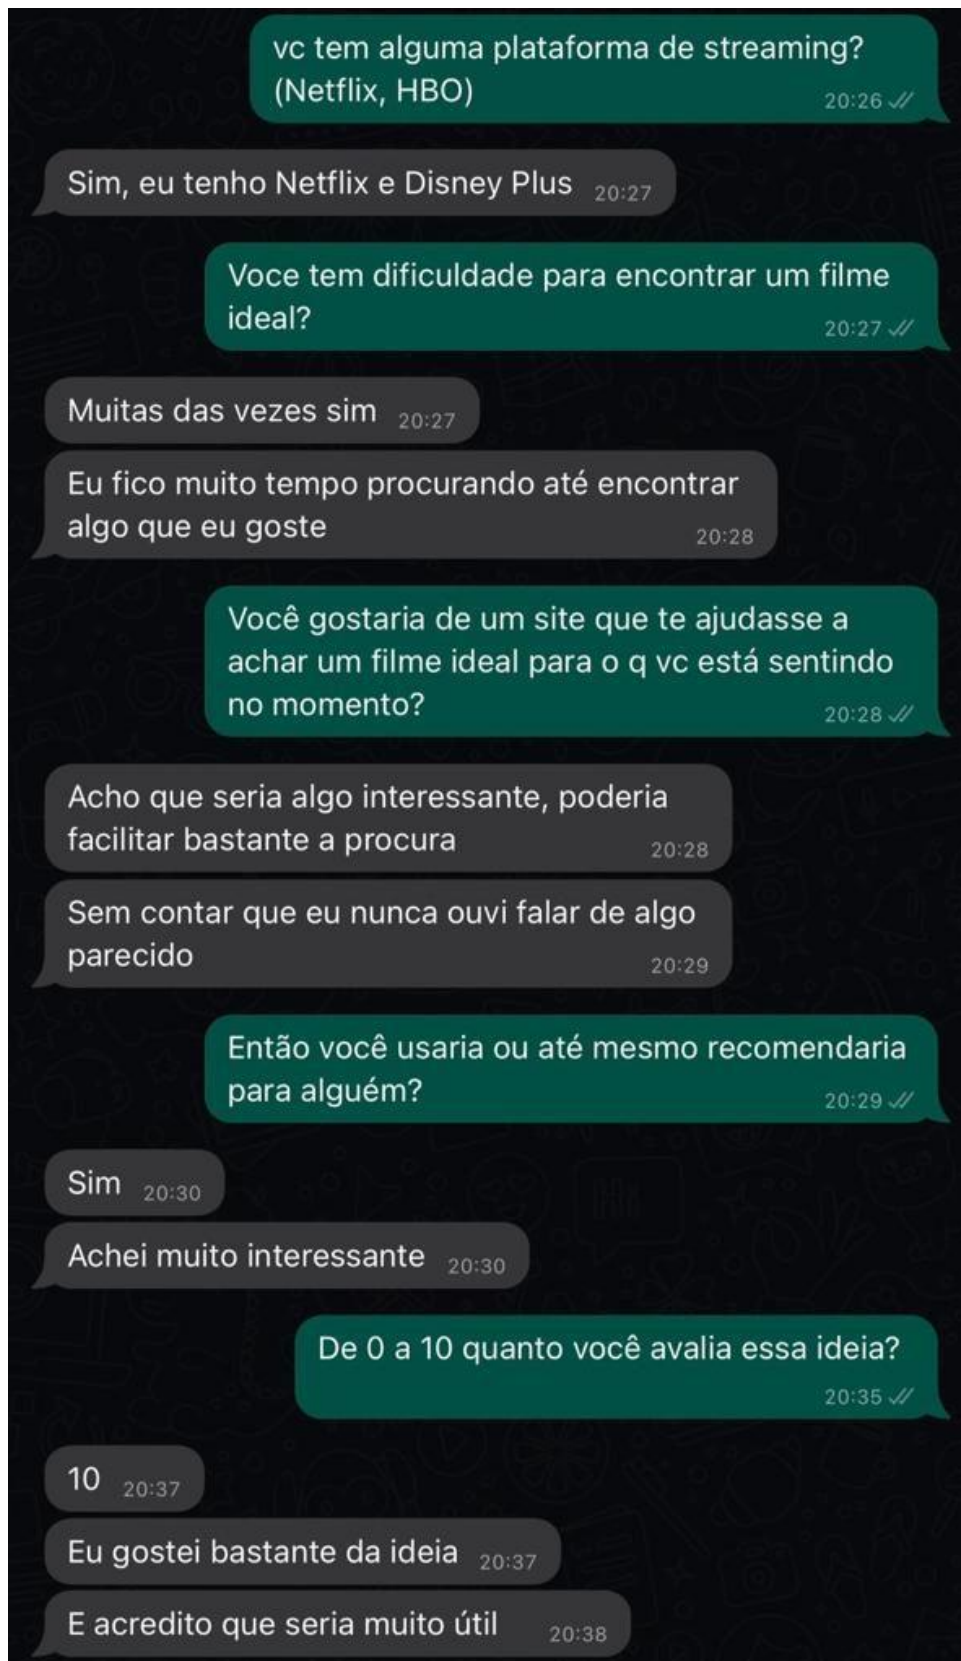 vc tem alguma plataforma de streaming?
(Netflix, HBO)
20:26
Sim, eu tenho Netflix e Disney Plus 20:27
Voce tem dificuldade para encontrar um filme
ideal?
20:27
Muitas das vezes sim 20:27
Eu fico muito tempo procurando até encontrar
algo que eu goste
20:28
Você gostaria de um site que te ajudasse a
achar um filme ideal para o q vc está sentindo
no momento?
20:28
Acho que seria algo interessante, poderia
facilitar bastante a procura
20:28
Sem contar que eu nunca ouvi falar de algo
parecido
20:29
Então você usaria ou até mesmo recomendaria
para alguém?
20:29
Sim 20:30
Achei muito interessante 20:30
De 0 a 10 quanto você avalia essa ideia?
20:35
10 20:37
Eu gostei bastante da ideia 20:37
E acredito que seria muito útil 20:38